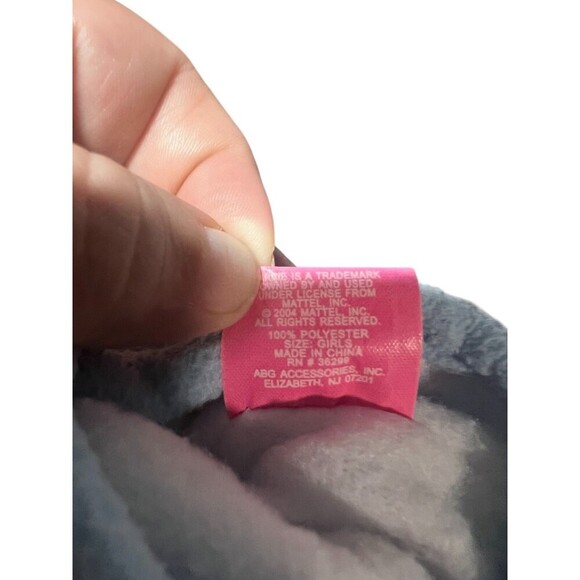 IS A TRADEMARK
OWNED BY AND USED
UNDER LICENSE FROM
MATTEL, INC.
© 2004 MATTEL, INC.
ALL RIGHTS RESERVED.
100% POLYESTER
SIZE: GIRLS
MADE IN CHINA
RN #
ABG ACCESSORIES, INC.
ELIZABETH, NJ 07201